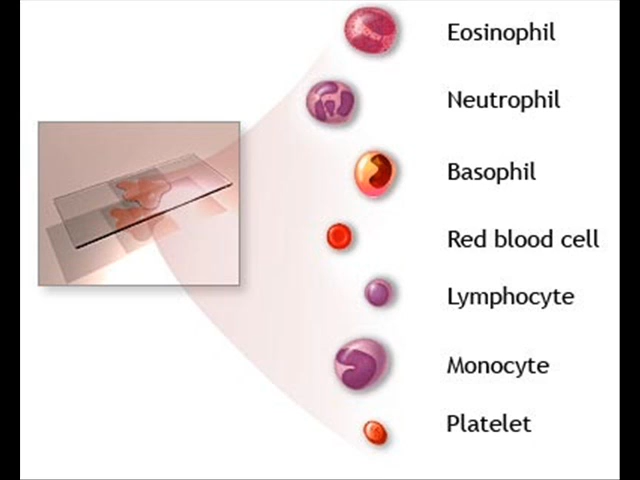 Eosinophil
Neutrophil
Basophil
Red blood cell
Lymphocyte
Monocyte
Platelet